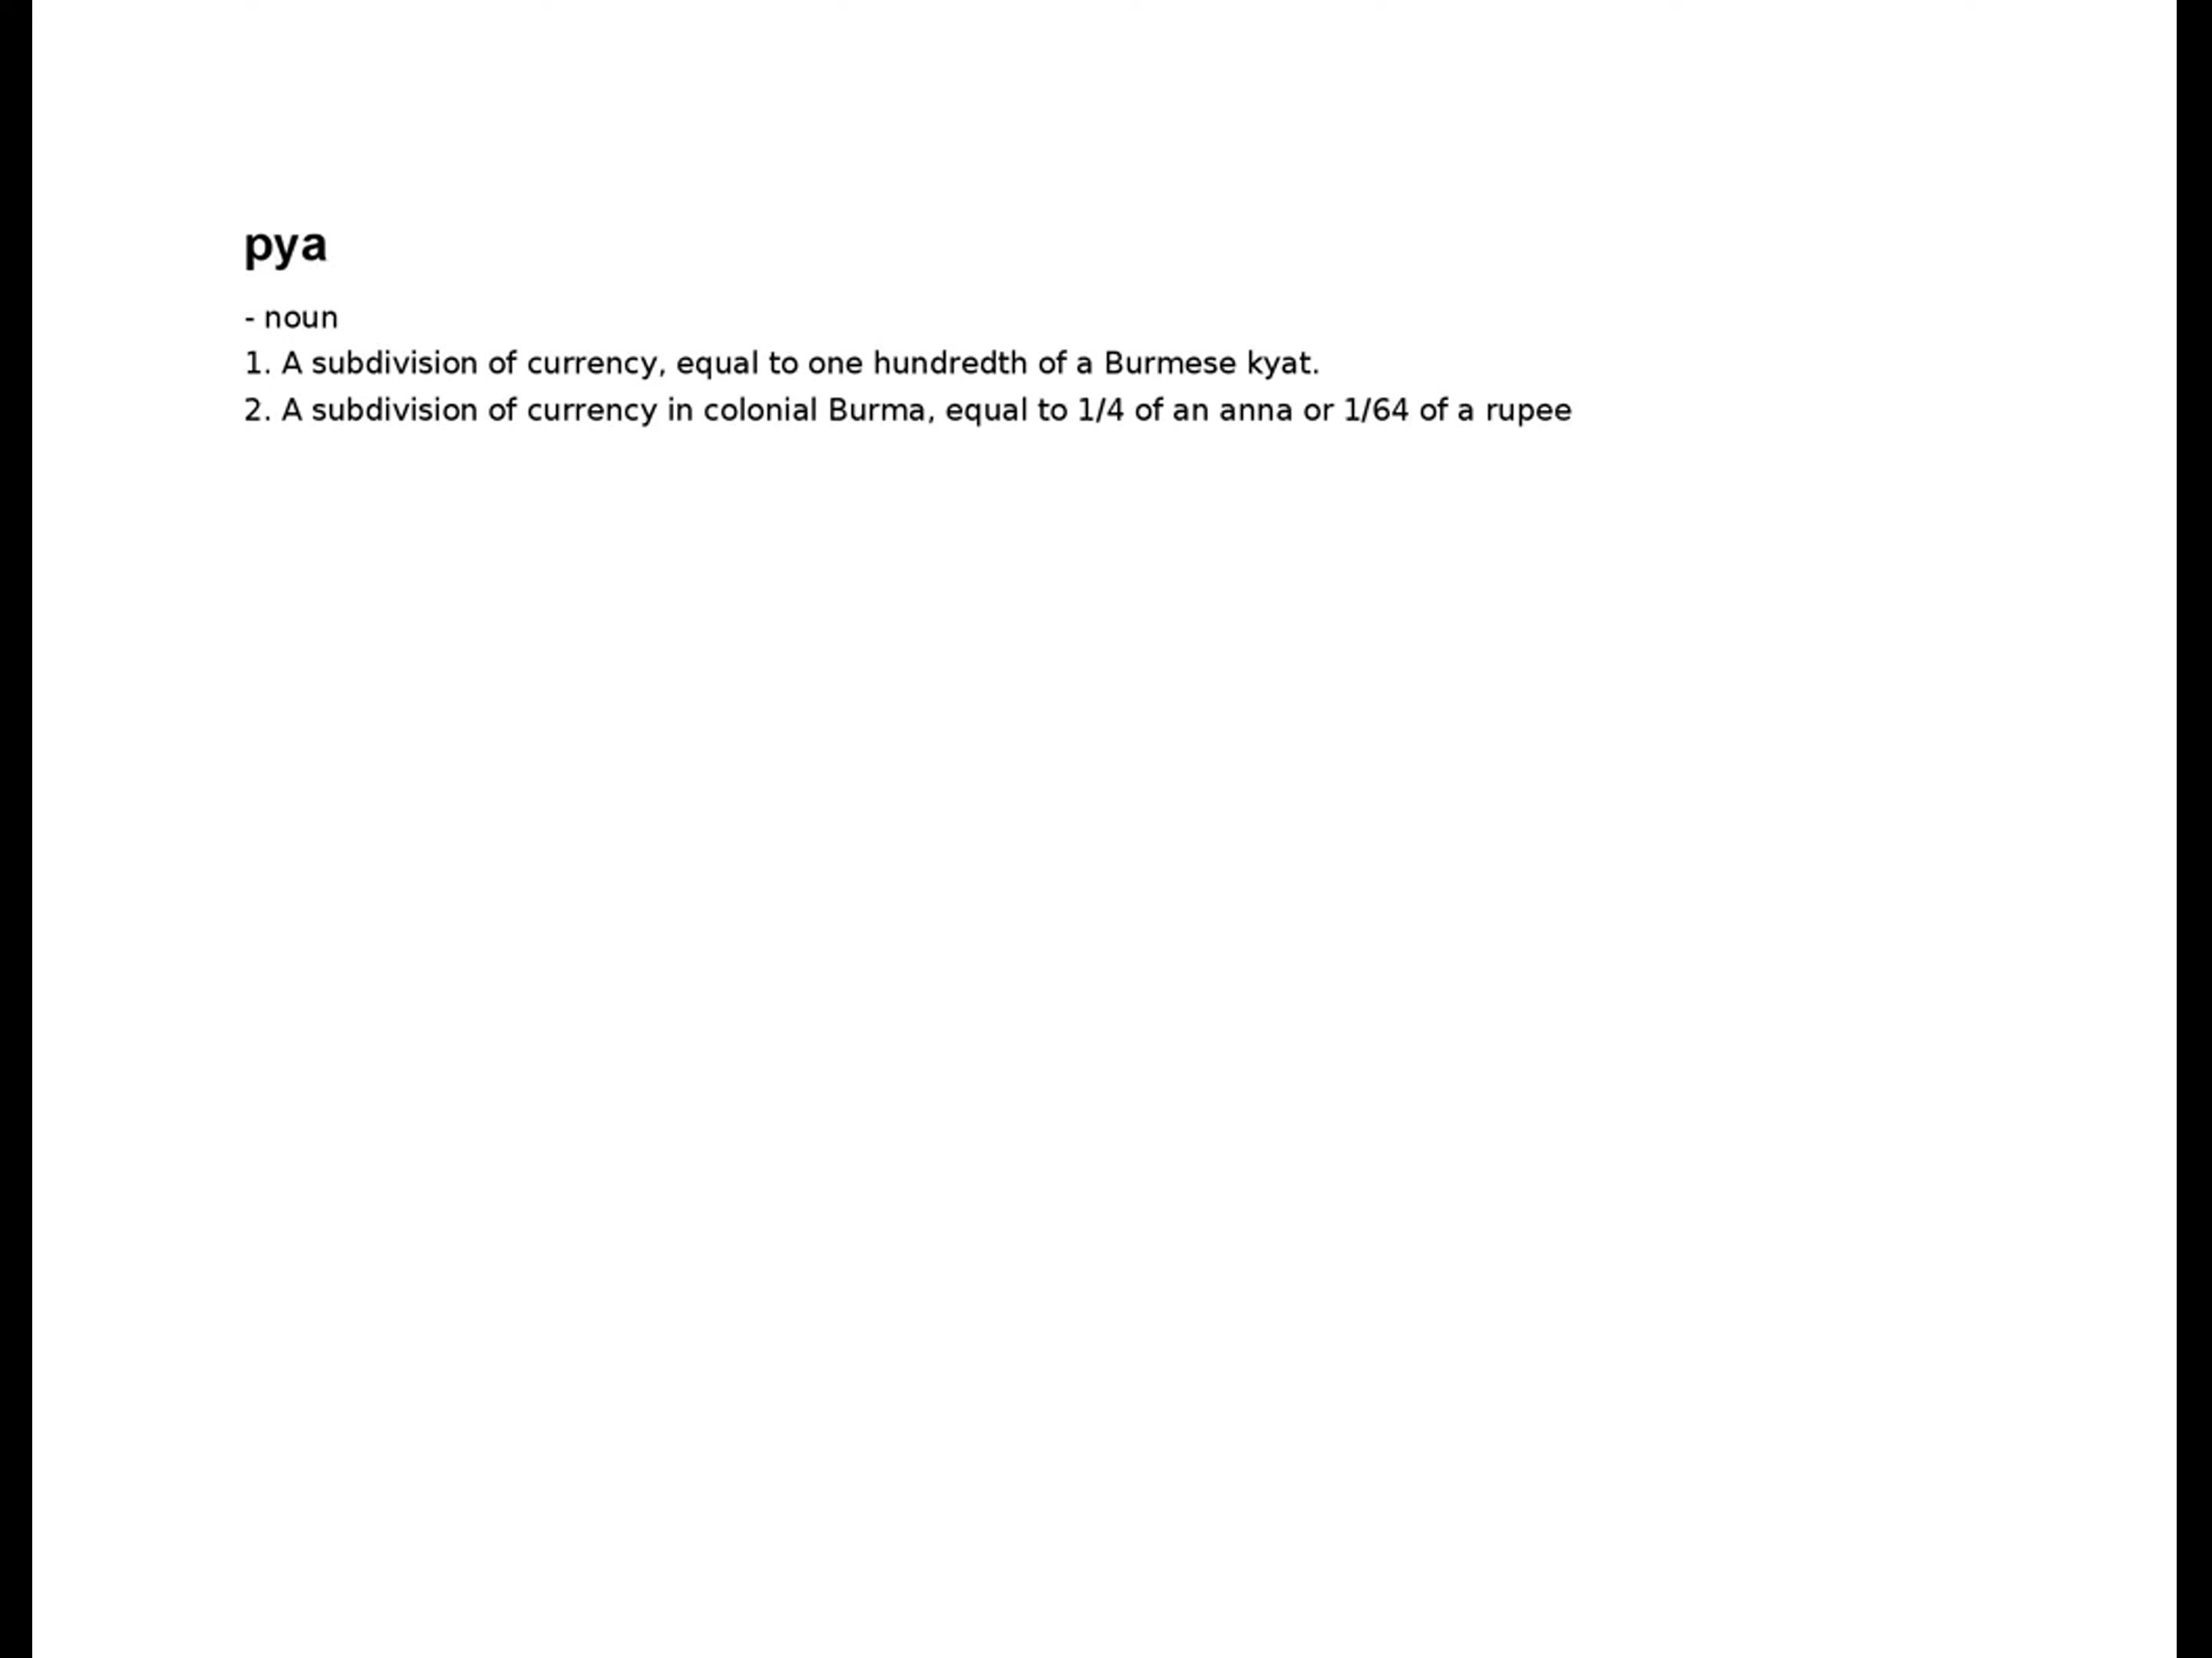 pya
- noun
1. A subdivision of currency, equal to one hundredth of a Burmese kyat.
2. A subdivision of currency in colonial Burma, equal to 1/4 of an anna or 1/64 of a rupee